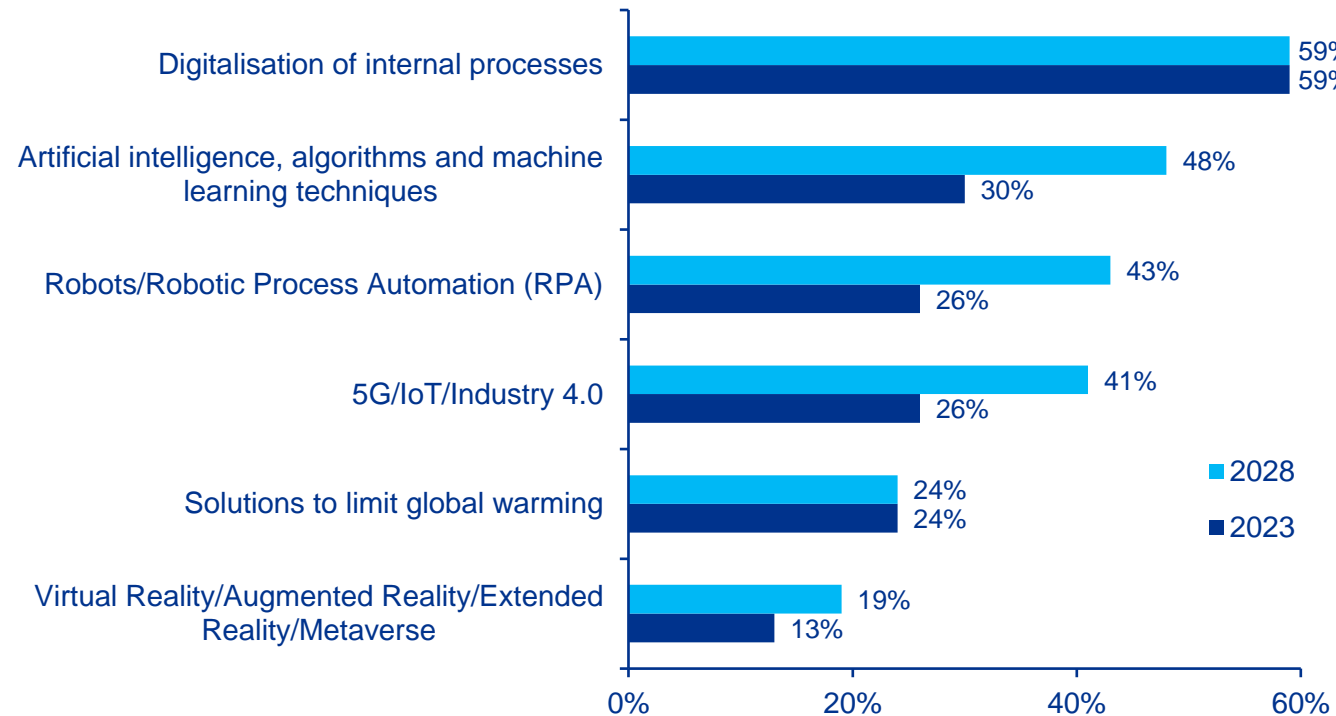 Digitalisation of internal processes
59%
59%
Artificial intelligence, algorithms and machine
learning techniques
48%
30%
Robots/Robotic Process Automation (RPA)
43%
26%
5G/IoT/Industry 4.0
41%
26%
Solutions to limit global warming
24%
24%
Virtual Reality/Augmented Reality/Extended
Reality/Metaverse
19%
13%
2028
2023
0% 20% 40% 60%